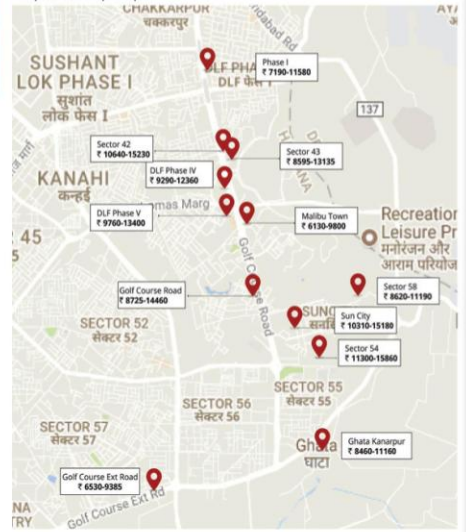 CHAKKARPUR
चक्करपुर
SUSHANT
LOK PHASE I
सुशांत
लोक फेस I
Phase I
₹ 7190-11580
137
Sector 42
₹ 10640-15230
Sector 43
₹ 8595-13135
DLF Phase IV
₹ 9290-12360
KANAHI
कन्हई
DLF Phase V
₹ 9760-13400
Marg
Malibu Town
₹ 6130-9800
Recreation
Leisure
मनोरंजन और
आराम
45
Golf Course Road
₹ 8725-14460
Golf Course Road
Sector 58
₹ 8620-11190
Sun City
₹ 10310-15180
SECTOR 52
सेक्टर 52
Sector 54
₹ 11300-15860
SECTOR 55
सेक्टर 55
SECTOR 56
सेक्टर 56
SECTOR 57
सेक्टर 57
Ghata Kanarpur
₹ 8460-11160
घाटा
Golf Course Ext Road
₹ 6530-9385
Golf Course Ext Rd